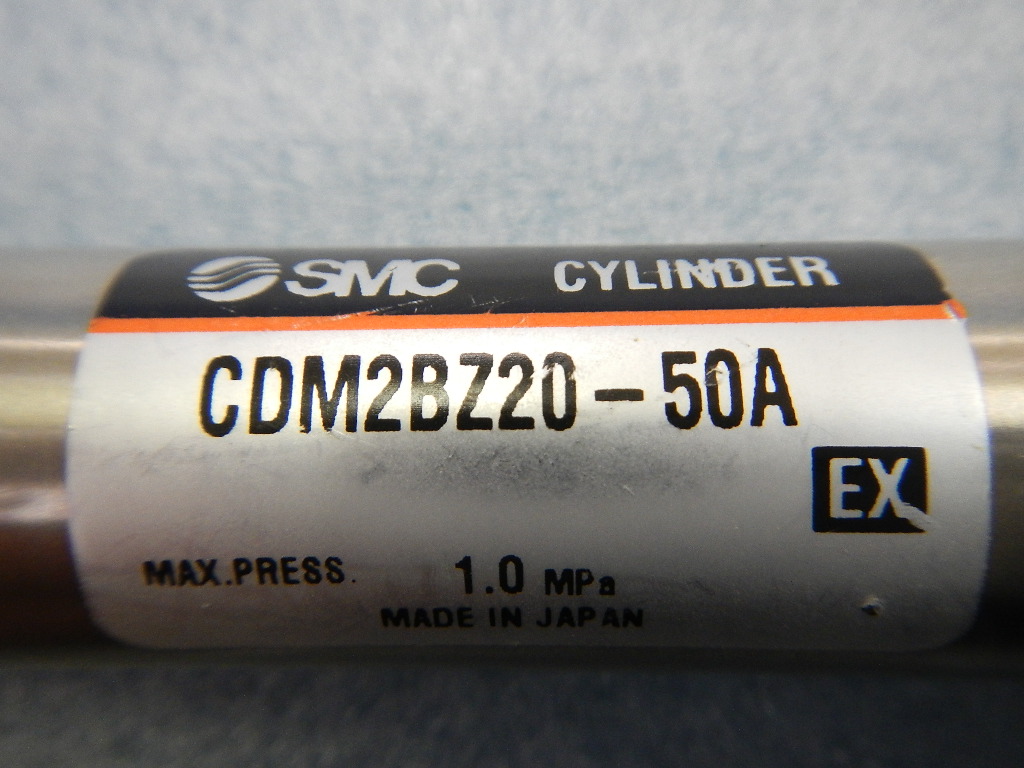 SMC CYLINDER
CDM2BZ20-50A
EX
MAX.PRESS. 1.0 MPa
MADE IN JAPAN